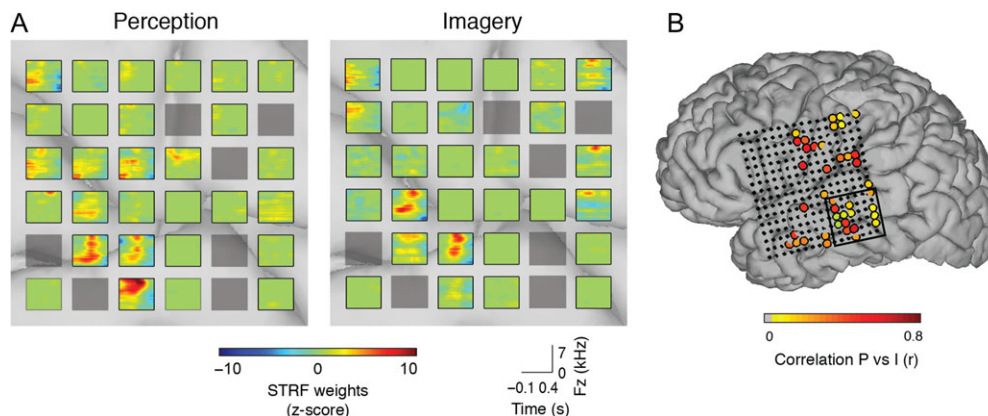 A
Perception
Imagery
B
−10
0
10
STRF weights
(z-score)
7
0
Fz (kHz)
−0.1 0.4
Time (s)
0
0.8
Correlation P vs I (r)